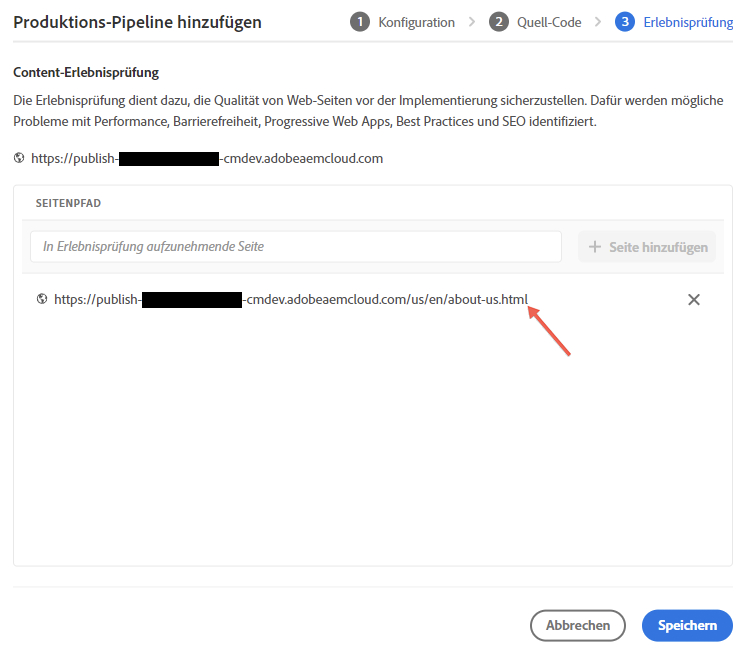 Produktions-Pipeline hinzufügen
1 Konfiguration > 2 Quell-Code > 3 Erlebnisprüfung
Content-Erlebnisprüfung
Die Erlebnisprüfung dient dazu, die Qualität von Web-Seiten vor der Implementierung sicherzustellen. Dafür werden mögliche
Probleme mit Performance, Barrierefreiheit, Progressive Web Apps, Best Practices und SEO identifiziert.
https://publish- -cmdev.adobeaemcloud.com
SEITENPFAD
In Erlebnisprüfung aufzunehmende Seite
+ Seite hinzufügen
https://publish- -cmdev.adobeaemcloud.com/us/en/about-us.html
Abbrechen
Speichern